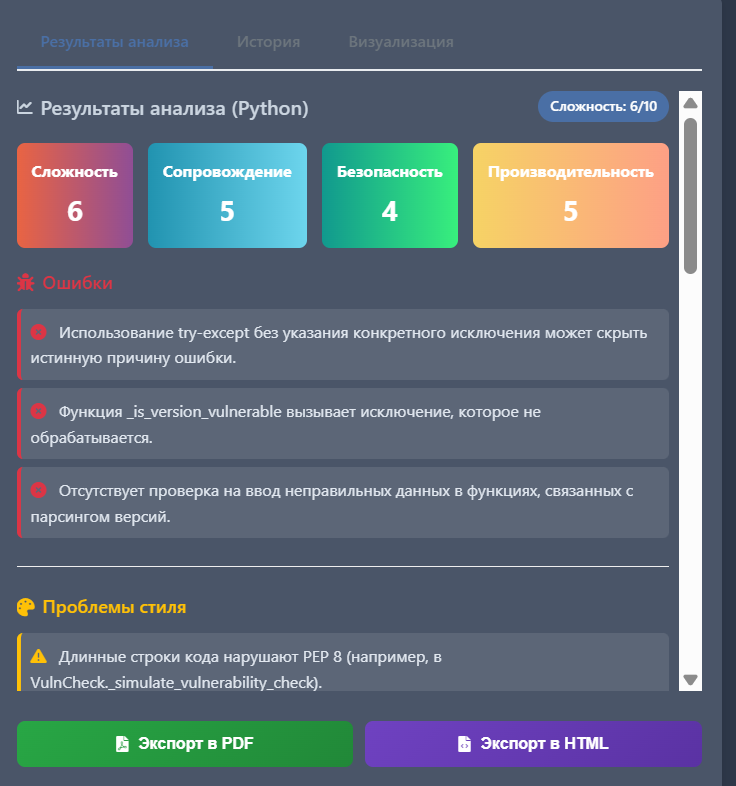 Результаты анализа История Визуализация
Результаты анализа (Python) Сложность: 6/10
Сложность Сопровождение Безопасность Производительность
6 5 4 5
Ошибки
Использование try-except без указания конкретного исключения может скрыть
истинную причину ошибки.
Функция _is_version_vulnerable вызывает исключение, которое не
обрабатывается.
Отсутствует проверка на ввод неправильных данных в функциях, связанных с
парсингом версий.
Проблемы стиля
Длинные строки кода нарушают PEP 8 (например, в
VulnCheck._simulate_vulnerability_check).
Экспорт в PDF Экспорт в HTML